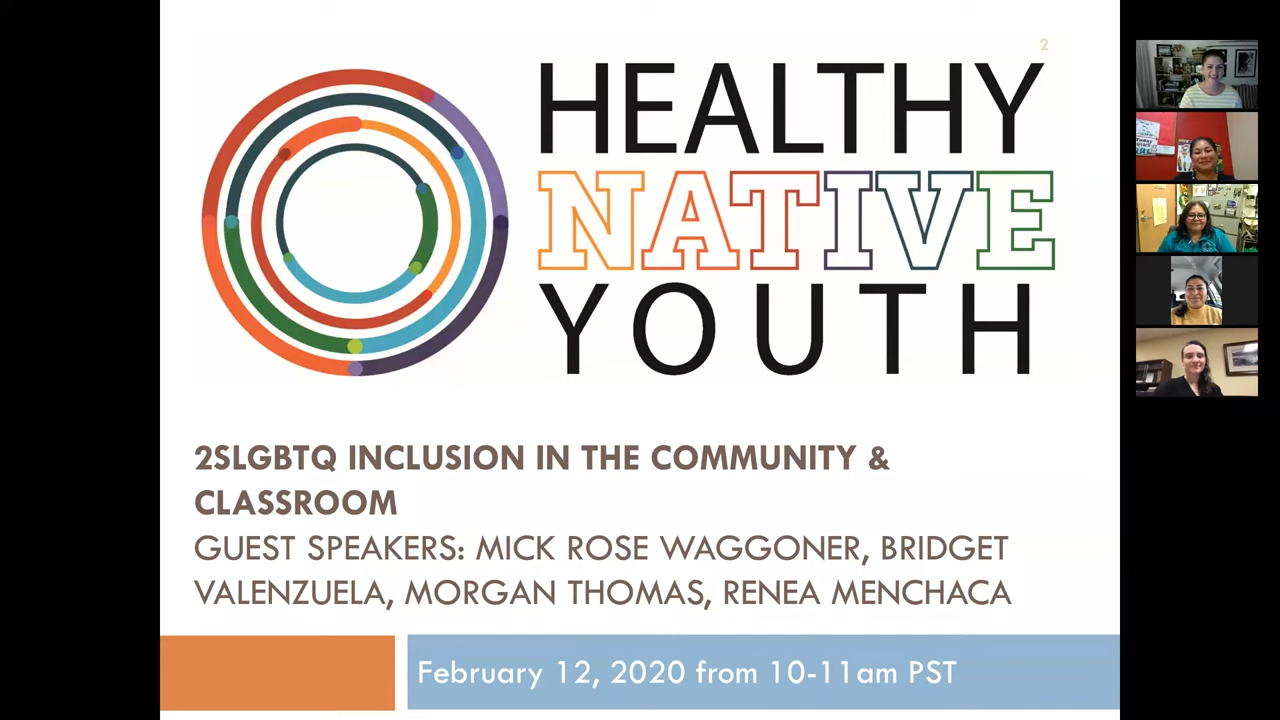 2
HEALTHY
NATIVE
YOUTH
2SLGBTQ INCLUSION IN THE COMMUNITY &
CLASSROOM
GUEST SPEAKERS: MICK ROSE WAGGONER, BRIDGET
VALENZUELA, MORGAN THOMAS, RENEA MENCHACA
February 12, 2020 from 10-11am PST